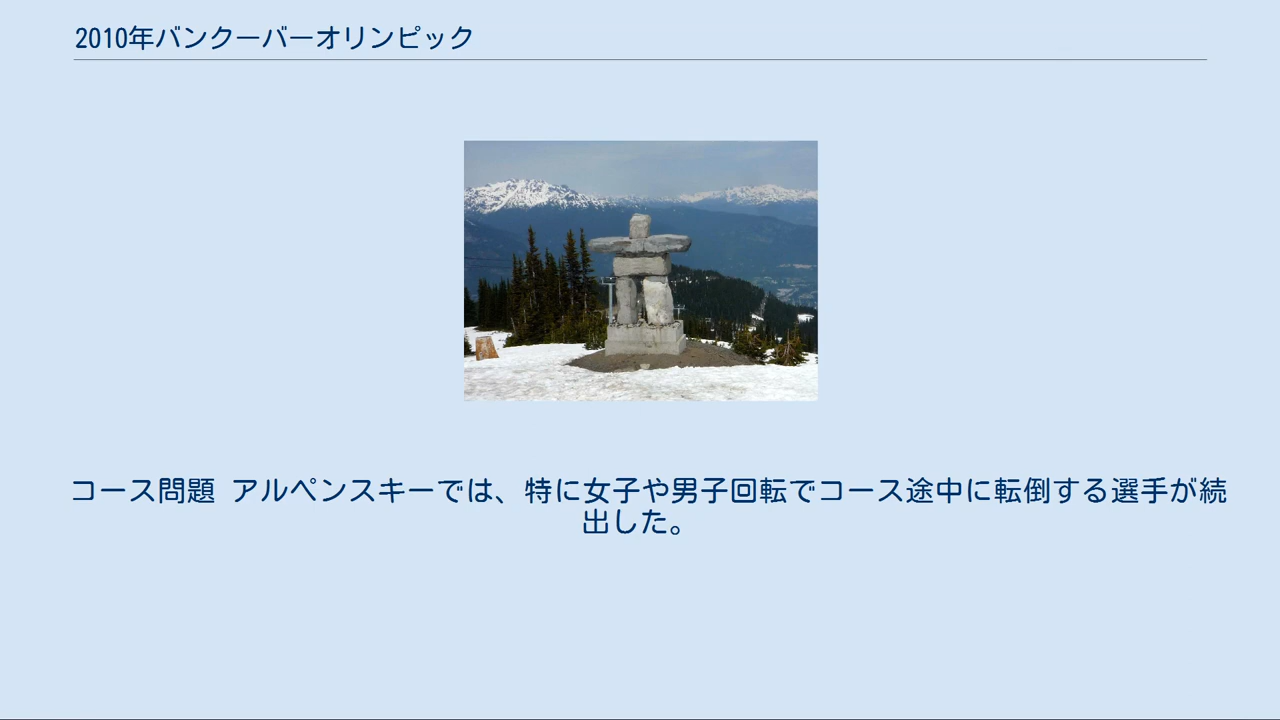 2010年バンクーバーオリンピック
コース問題 アルペンスキーでは、特に女子や男子回転でコース途中に転倒する選手が続
出した。